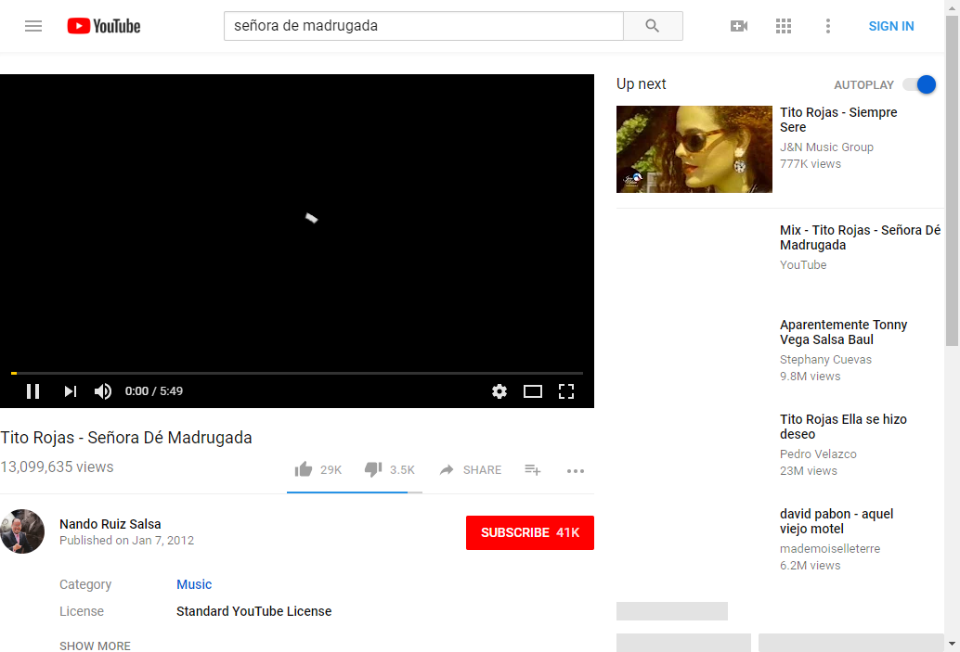 YouTube
señora de madrugada
SIGN IN
Up next
AUTOPLAY
Tito Rojas - Siempre
Sere
J&N Music Group
777K views
Mix - Tito Rojas - Señora Dé
Madrugada
YouTube
Aparentemente Tonny
Vega Salsa Baul
Stephany Cuevas
9.8M views
Tito Rojas Ella se hizo
deseo
Pedro Velazco
23M views
david pabon - aquel
viejo motel
mademoiselleterre
6.2M views
0:00 / 5:49
Tito Rojas - Señora Dé Madrugada
13,099,635 views
29K
3.5K
SHARE
Nando Ruiz Salsa
Published on Jan 7, 2012
SUBSCRIBE 41K
Category Music
License Standard YouTube License
SHOW MORE